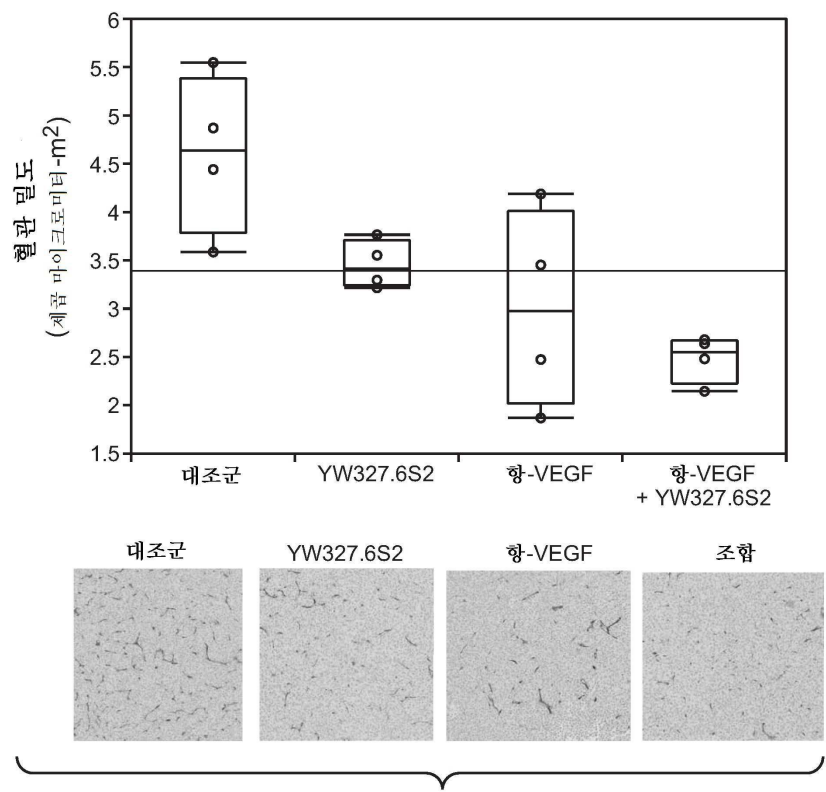 혈관 밀도
(제곱 마이크로미터-m²)
6
5.5
5
4.5
4
3.5
3
2.5
2
1.5
대조군
YW327.6S2
항-VEGF
항-VEGF
+ YW327.6S2
대조군
YW327.6S2
항-VEGF
조합